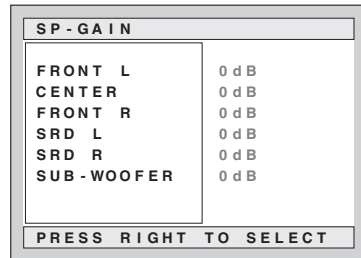 SP-GAIN
FRONT L 0dB
CENTER 0dB
FRONT R 0dB
SRD L 0dB
SRD R 0dB
SUB-WOOFER 0dB
PRESS RIGHT TO SELECT